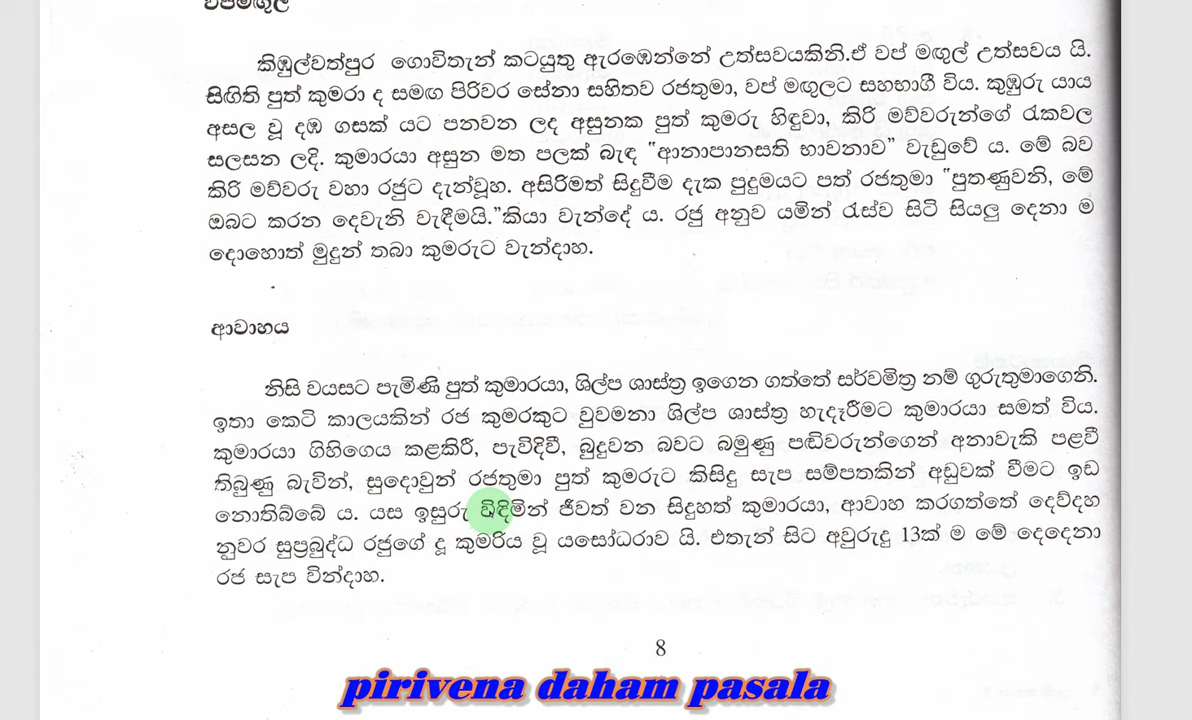 වප්මඟුල
කිඹුල්වත්පුර ගොවිතැන් කටයුතු ඇරඹෙන්නේ උත්සවයකිනි.ඒ වප් මඟුල් උත්සවය යි.
සිඟිති පුත් කුමරා ද සමඟ පිරිවර සේනා සහිතව රජතුමා, වප් මඟුලට සහභාගී විය. කුඹුරු යාය
අසල වූ දඹ ගසක් යට පනවන ලද අසුනක පුත් කුමරු හිඳුවා, කිරි මව්වරුන්ගේ රැකවල
සලසන ලදි. කුමාරයා අසුන මත පලක් බැඳ “ආනාපානසති භාවනාව” වැඩුවේ ය. මේ බව
කිරි මව්වරු වහා රජුට දැන්වූහ. අසිරිමත් සිදුවීම දැක පුදුමයට පත් රජතුමා “පුතණුවනි, මේ
ඔබට කරන දෙවැනි වැඳීමයි.”කියා වැන්දේ ය. රජු අනුව යමින් රැස්ව සිටි සියලු දෙනා ම
දොහොත් මුදුන් තබා කුමරුට වැන්දාහ.
ආවාහය
නිසි වයසට පැමිණි පුත් කුමාරයා, ශිල්ප ශාස්ත්‍ර ඉගෙන ගත්තේ සර්වමිත්‍ර නම් ගුරුතුමාගෙනි.
ඉතා කෙටි කාලයකින් රජ කුමරකුට වුවමනා ශිල්ප ශාස්ත්‍ර හැදෑරීමට කුමාරයා සමත් විය.
කුමාරයා ගිහිගෙය කළකිරී, පැවිදිවී, බුදුවන බවට බමුණු පඬිවරුන්ගෙන් අනාවැකි පළවී
තිබුණු බැවින්, සුදොවුන් රජතුමා පුත් කුමරුට කිසිදු සැප සම්පතකින් අඩුවක් වීමට ඉඩ
නොතිබ්බේ ය. යස ඉසුරු විඳිමින් ජීවත් වන සිදුහත් කුමාරයා, ආවාහ කරගත්තේ දෙව්දහ
නුවර සුප්‍රබුද්ධ රජුගේ දූ කුමරිය වූ යසෝධරාව යි. එතැන් සිට අවුරුදු 13ක් ම මේ දෙදෙනා
රජ සැප වින්දාහ.
8
pirivena daham pasala